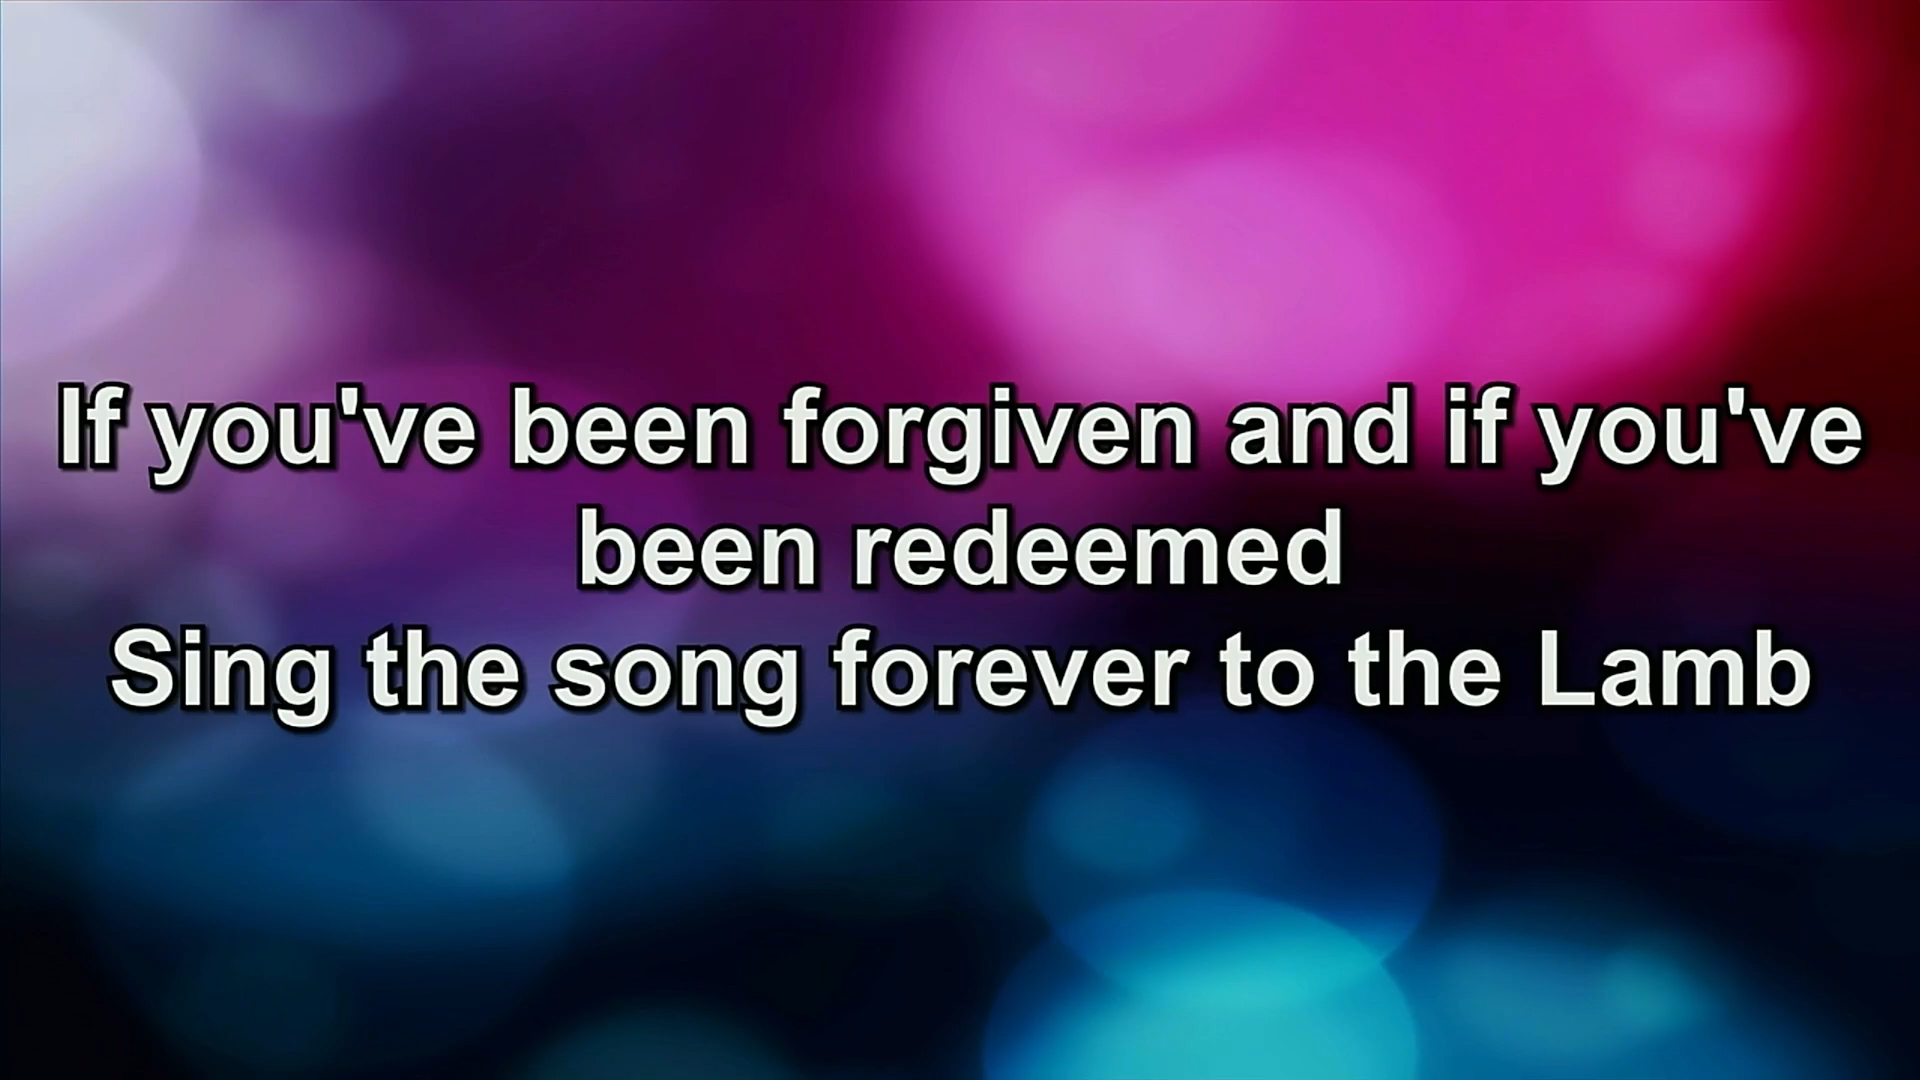 If you've been forgiven and if you've
been redeemed
Sing the song forever to the Lamb